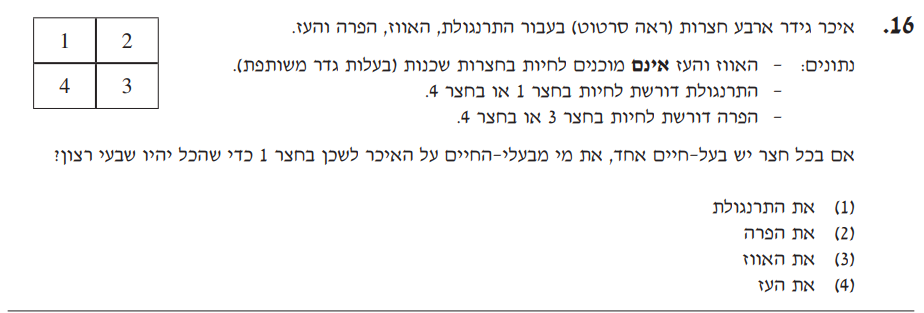 16. איכר גידר ארבע חצרות (ראה סרטוט) בעבור התרנגולת, האווז, הפרה והעז.
1 2
4 3
נתונים: - האווז והעז אינם מוכנים לחיות בחצרות שכנות (בעלות גדר משותפת).
- התרנגולת דורשת לחיות בחצר 1 או בחצר 4.
- הפרה דורשת לחיות בחצר 3 או בחצר 4.
אם בכל חצר יש בעל-חיים אחד, את מי מבעלי-החיים על האיכר לשכן בחצר 1 כדי שהכל יהיו שבעי רצון?
(1) את התרנגולת
(2) את הפרה
(3) את האווז
(4) את העז